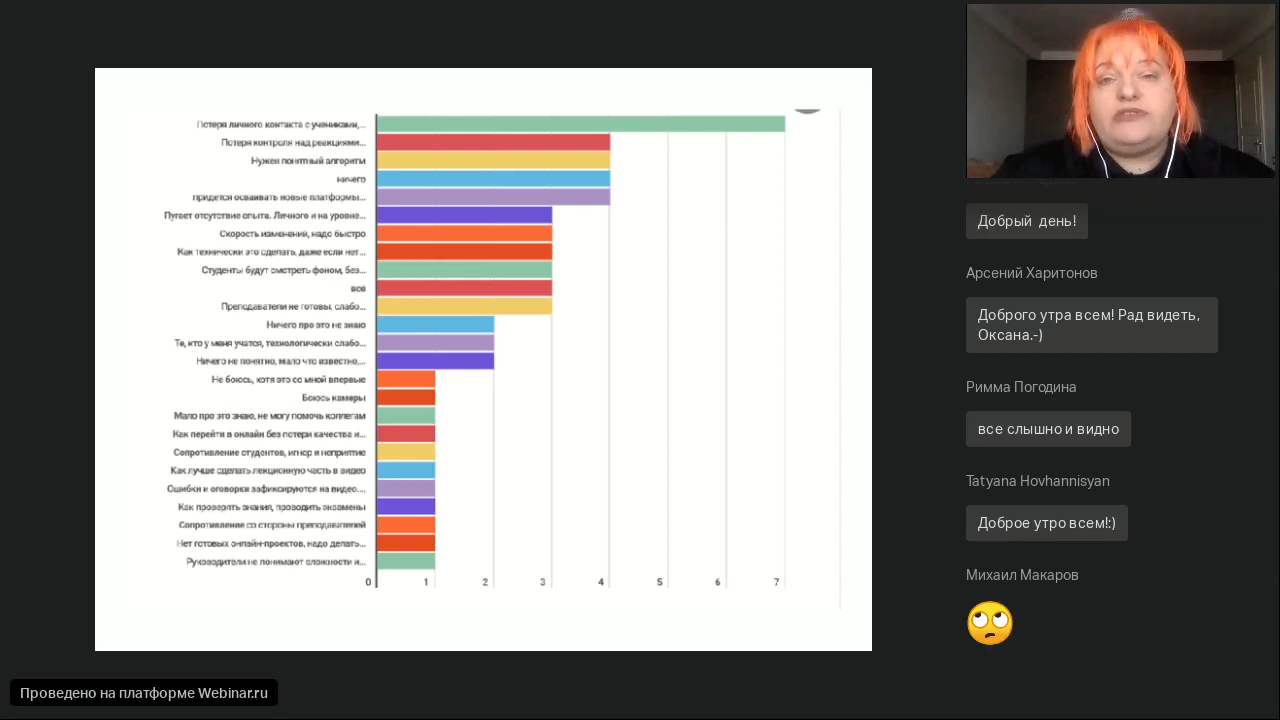 Потеря личного контакта с учениками,...
Потеря контроля над реакциями...
Нужен понятный алгоритм
ничего
придется осваивать новые платформы...
Пугает отсутствие опыта. Личного и на уровне...
Скорость изменений, надо быстро
Как технически это сделать, даже если нет...
Студенты будут смотреть фоном, без...
всё
Преподаватели не готовы, слабо...
Ничего про это не знаю
Те, кто у меня учатся, технологически слабо...
Ничего не понятно, мало что известно,...
Не боюсь, хотя это со мной впервые
Боюсь камеры
Мало про это знаю, не могу помочь коллегам
Как перейти в онлайн без потери качества и...
Сопротивление студентов, игнор и неприятие
Как лучше сделать лекционную часть в видео
Ошибки и оговорки зафиксируются на видео....
Как проверять знания, проводить экзамены
Сопротивление со стороны преподавателей
Нет готовых онлайн-проектов, надо делать...
Руководители не понимают сложности и...
0 1 2 3 4 5 6 7
Добрый день!
Арсений Харитонов
Доброго утра всем! Рад видеть,
Оксана.-)
Римма Погодина
все слышно и видно
Tatyana Hovhannisyan
Доброе утро всем!:)
Михаил Макаров
Проведено на платформе Webinar.ru